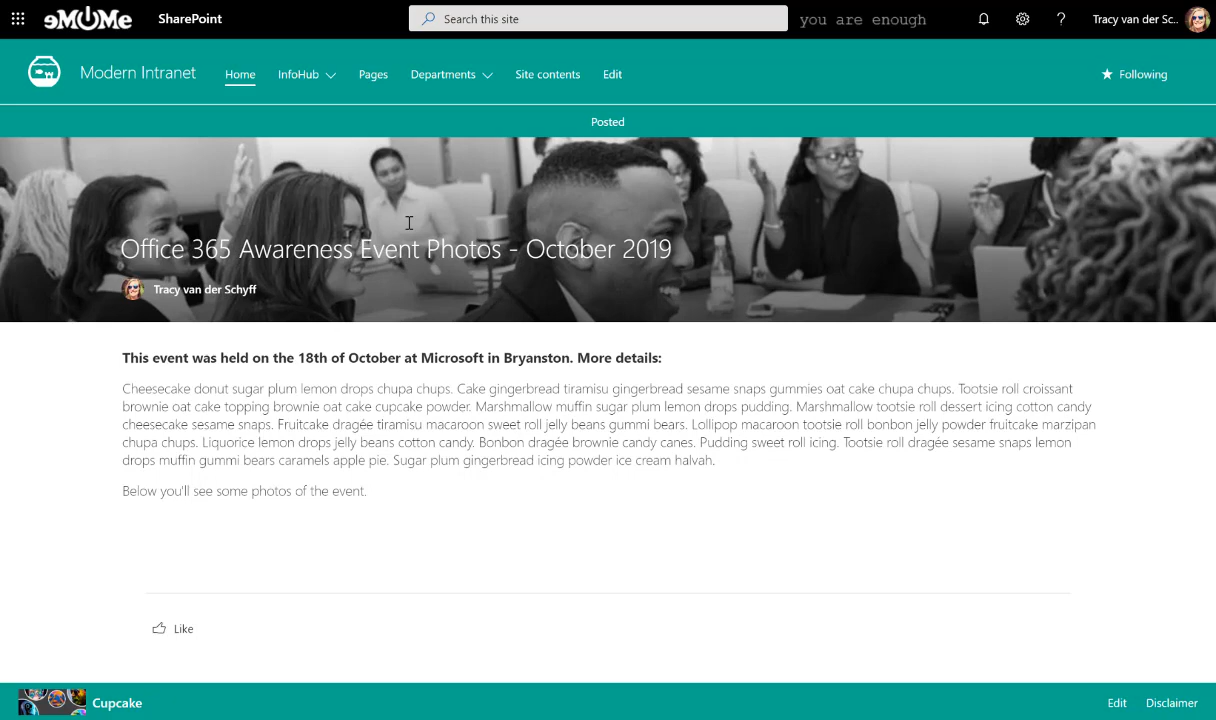 eMOMe SharePoint Search this site you are enough Tracy van der Sc..
Modern Intranet Home InfoHub Pages Departments Site contents Edit Following
Posted
Office 365 Awareness Event Photos - October 2019
Tracy van der Schyff
This event was held on the 18th of October at Microsoft in Bryanston. More details:
Cheesecake donut sugar plum lemon drops chupa chups. Cake gingerbread tiramisu gingerbread sesame snaps gummies oat cake chupa chups. Tootsie roll croissant
brownie oat cake topping brownie oat cake cupcake powder. Marshmallow muffin sugar plum lemon drops pudding. Marshmallow tootsie roll dessert icing cotton candy
cheesecake sesame snaps. Fruitcake dragée tiramisu macaroon sweet roll jelly beans gummi bears. Lollipop macaroon tootsie roll bonbon jelly powder fruitcake marzipan
chupa chups. Liquorice lemon drops jelly beans cotton candy. Bonbon dragée brownie candy canes. Pudding sweet roll icing. Tootsie roll dragée sesame snaps lemon
drops muffin gummi bears caramels apple pie. Sugar plum gingerbread icing powder ice cream halvah.
Below you'll see some photos of the event.
Like
Cupcake Edit Disclaimer